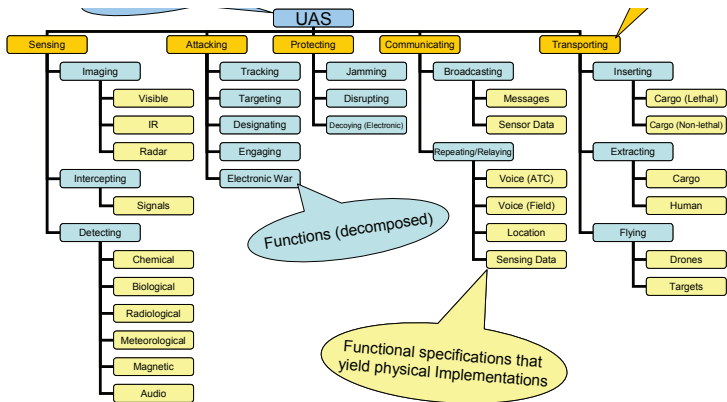 UAS
Sensing
Attacking
Protecting
Communicating
Transporting
Imaging
Visible
IR
Radar
Intercepting
Signals
Detecting
Chemical
Biological
Radiological
Meteorological
Magnetic
Audio
Tracking
Targeting
Designating
Engaging
Electronic War
Jamming
Disrupting
Decoying (Electronic)
Broadcasting
Messages
Sensor Data
Repeating/Relaying
Voice (ATC)
Voice (Field)
Location
Sensing Data
Inserting
Cargo (Lethal)
Cargo (Non-lethal)
Extracting
Cargo
Human
Flying
Drones
Targets
Functions (decomposed)
Functional specifications that
yield physical Implementations